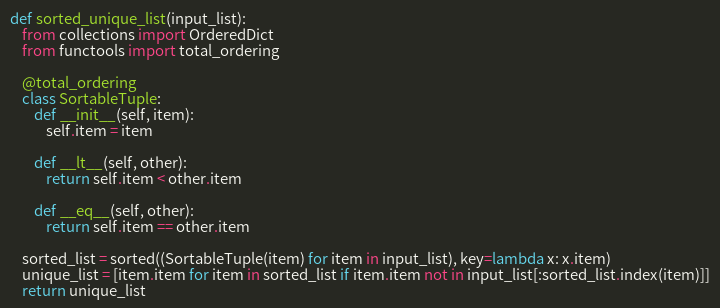 def sorted_unique_list(input_list):
    from collections import OrderedDict
    from functools import total_ordering

    @total_ordering
    class SortableTuple:
        def __init__(self, item):
            self.item = item

        def __lt__(self, other):
            return self.item < other.item

        def __eq__(self, other):
            return self.item == other.item

    sorted_list = sorted((SortableTuple(item) for item in input_list), key=lambda x: x.item)
    unique_list = [item.item for item in sorted_list if item.item not in input_list[:sorted_list.index(item)]]
    return unique_list